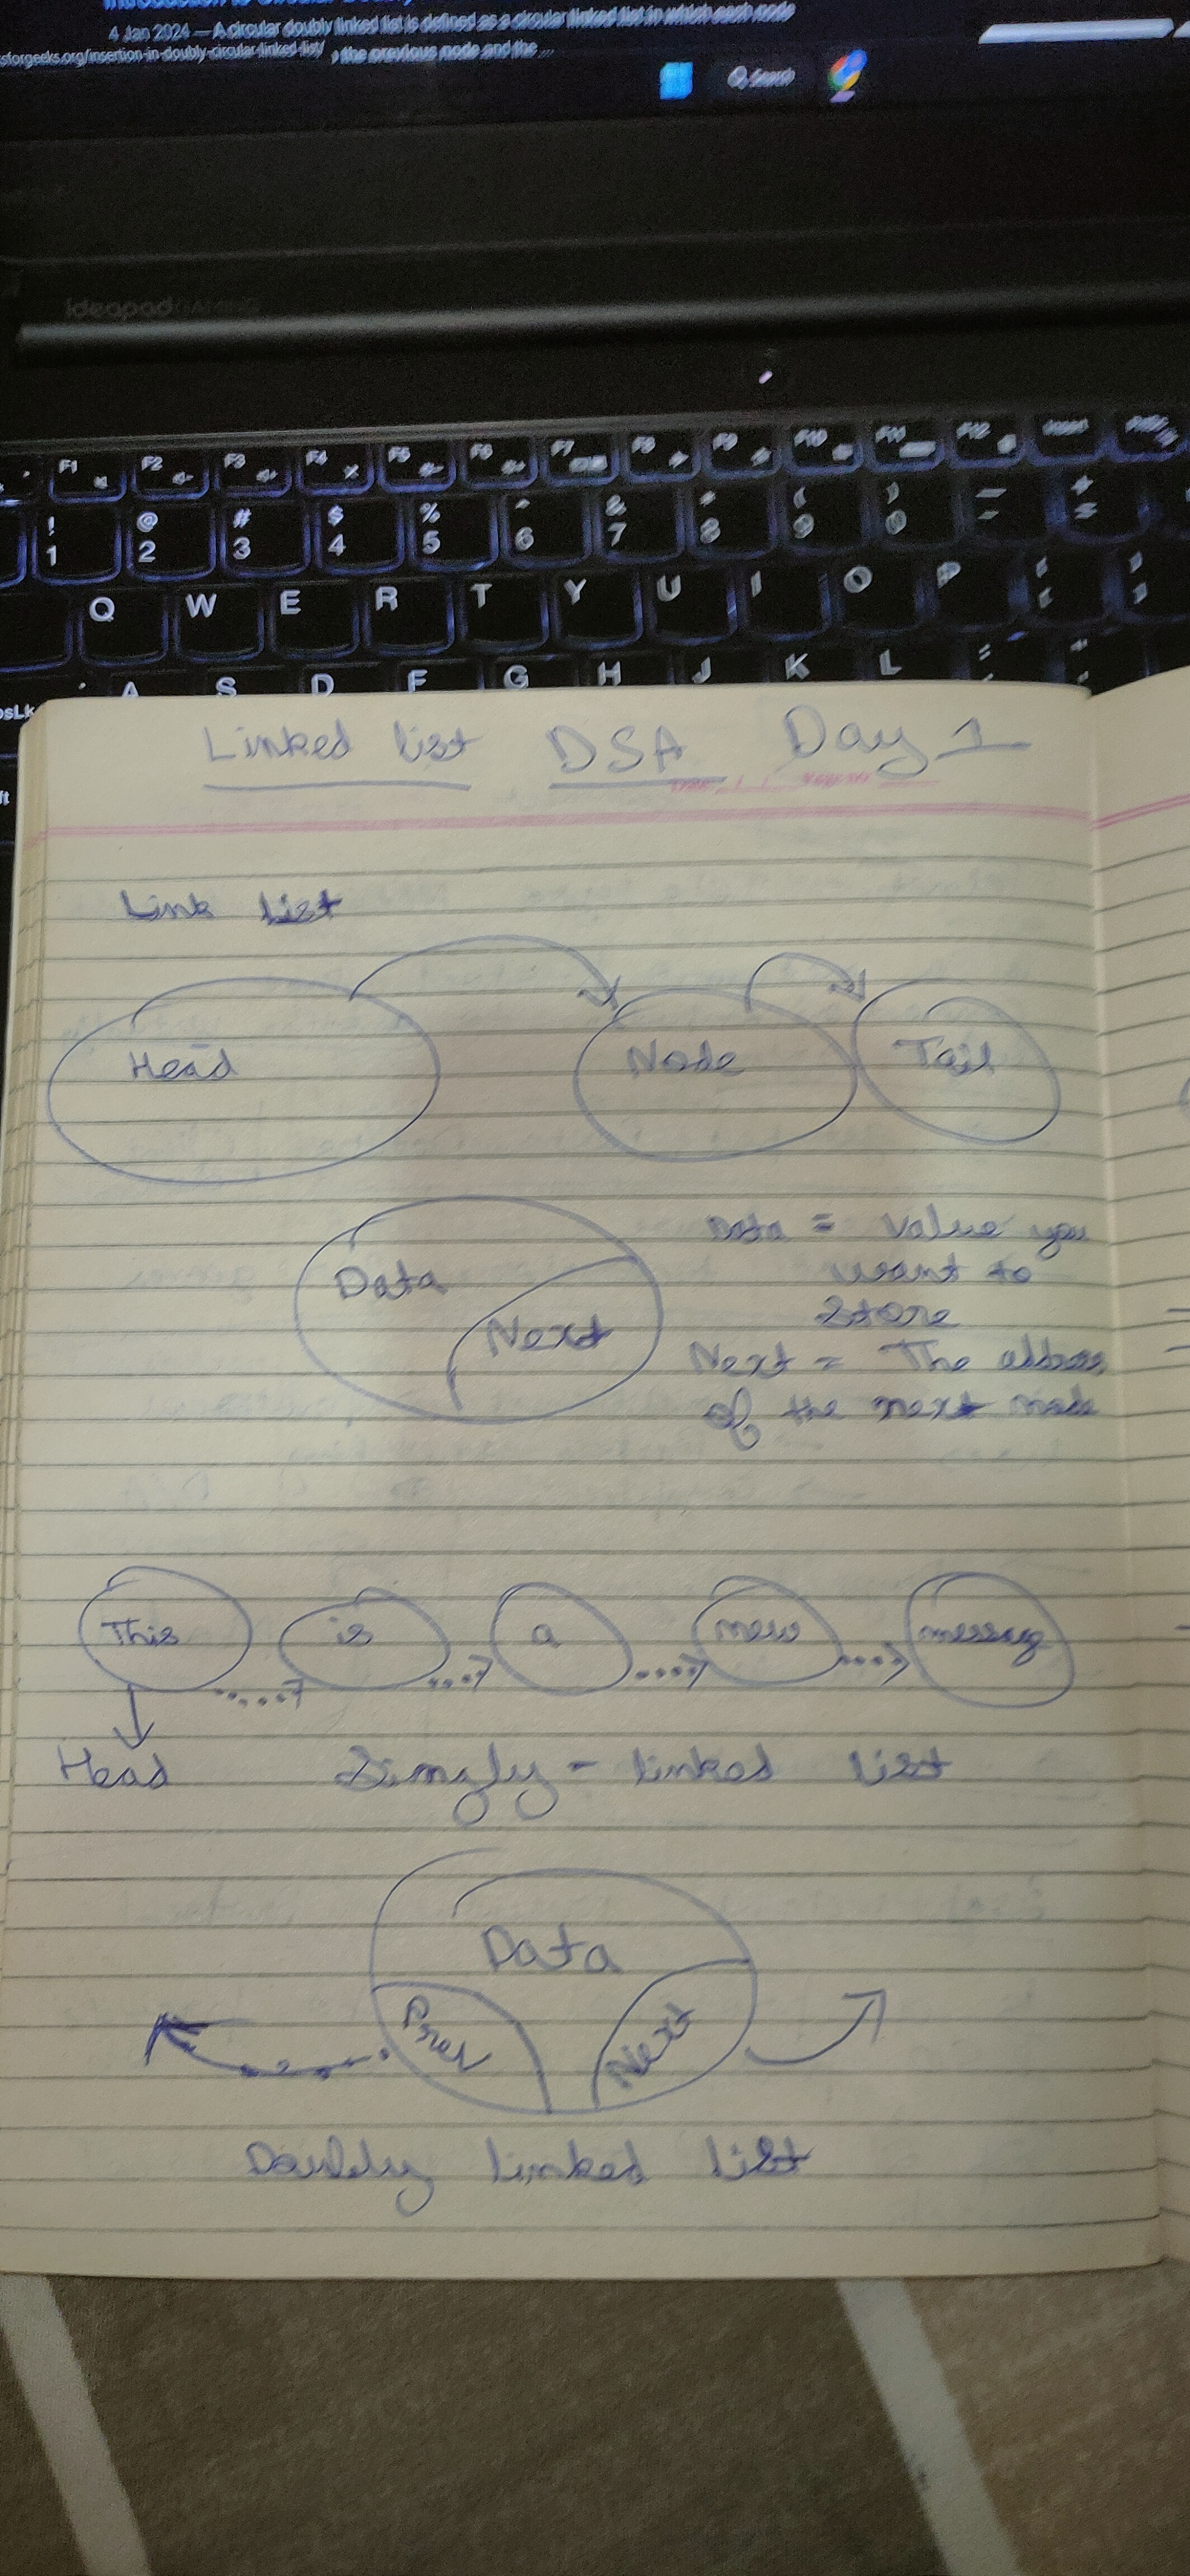 4 Jan 2024 — A circular doubly linked list is defined as a circular linked list in which each node
sforgeeks.org/insertion-in-doubly-circular-linked-list/ the previous node and the ...
Search
ideapad GAMING
F1 F2 F3 F4 F5 F6 F7 F8 F9 F10 F11 F12
! @ # $ % ^ & * ( )
1 2 3 4 5 6 7 8 9 0
Q W E R T Y U I O P
A S D F G H J K L
psLk
Linked list DSA Day 1
Link List
Head Node Tail
Data = Value you
want to
Store
Data
Next
Next = The address
of the next node
This is a new message
Head Singly - linked list
Data
Prev Next
Doubly linked list